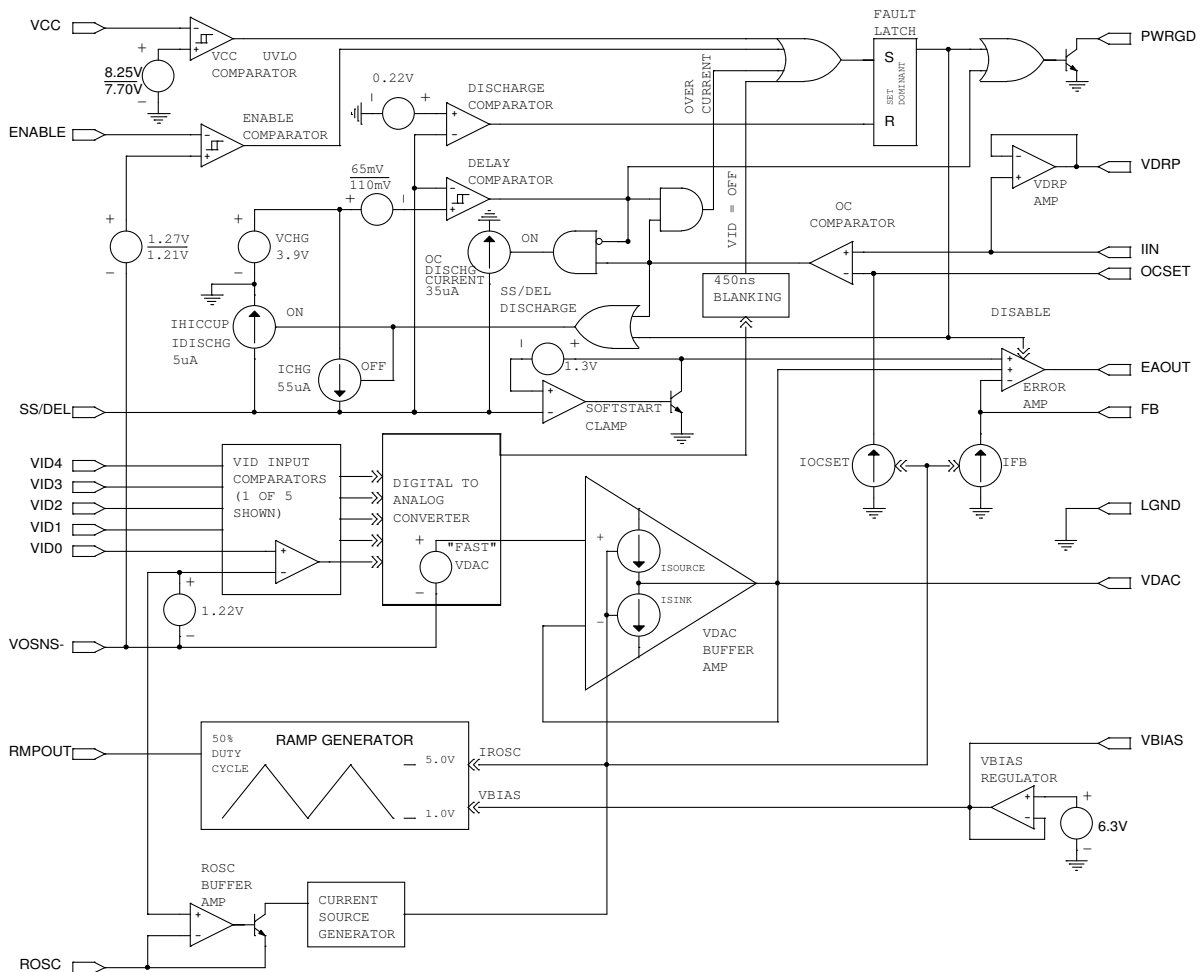 VCC
8.25V
7.70V
VCC UVLO
COMPARATOR
FAULT
LATCH
S
SET
DOMINANT
R
PWRGD
ENABLE
ENABLE
COMPARATOR
0.22V
DISCHARGE
COMPARATOR
OVER
CURRENT
VID = OFF
DELAY
COMPARATOR
65mV
110mV
VDRP
VDRP
AMP
OC
COMPARATOR
IIN
OCSET
1.27V
1.21V
VCHG
3.9V
ON
OC
DISCHG
CURRENT
35uA
SS/DEL
DISCHARGE
450ns
BLANKING
DISABLE
IHICCUP
IDISCHG
5uA
ON
ICHG
55uA
OFF
1.3V
SOFTSTART
CLAMP
ERROR
AMP
EAOUT
FB
SS/DEL
VID4
VID3
VID2
VID1
VID0
VID INPUT
COMPARATORS
(1 OF 5
SHOWN)
DIGITAL TO
ANALOG
CONVERTER
"FAST"
VDAC
IOCSET
IFB
LGND
ISOURCE
ISINK
VDAC
BUFFER
AMP
VDAC
1.22V
VOSNS-
RMPOUT
50%
DUTY
CYCLE
RAMP GENERATOR
5.0V
1.0V
IROSC
VBIAS
VBIAS
REGULATOR
VBIAS
6.3V
ROSC
BUFFER
AMP
CURRENT
SOURCE
GENERATOR
ROSC